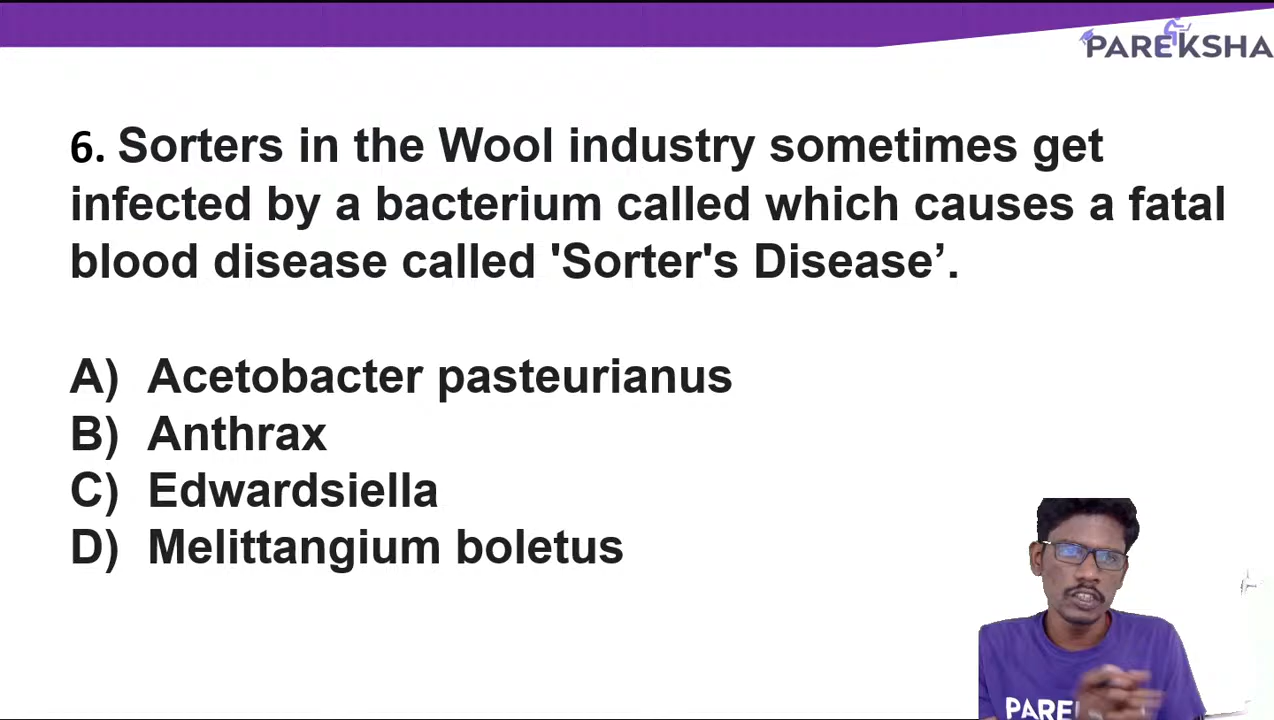 PAREKSHA
6. Sorters in the Wool industry sometimes get
infected by a bacterium called which causes a fatal
blood disease called 'Sorter's Disease’.
A) Acetobacter pasteurianus
B) Anthrax
C) Edwardsiella
D) Melittangium boletus
PARE